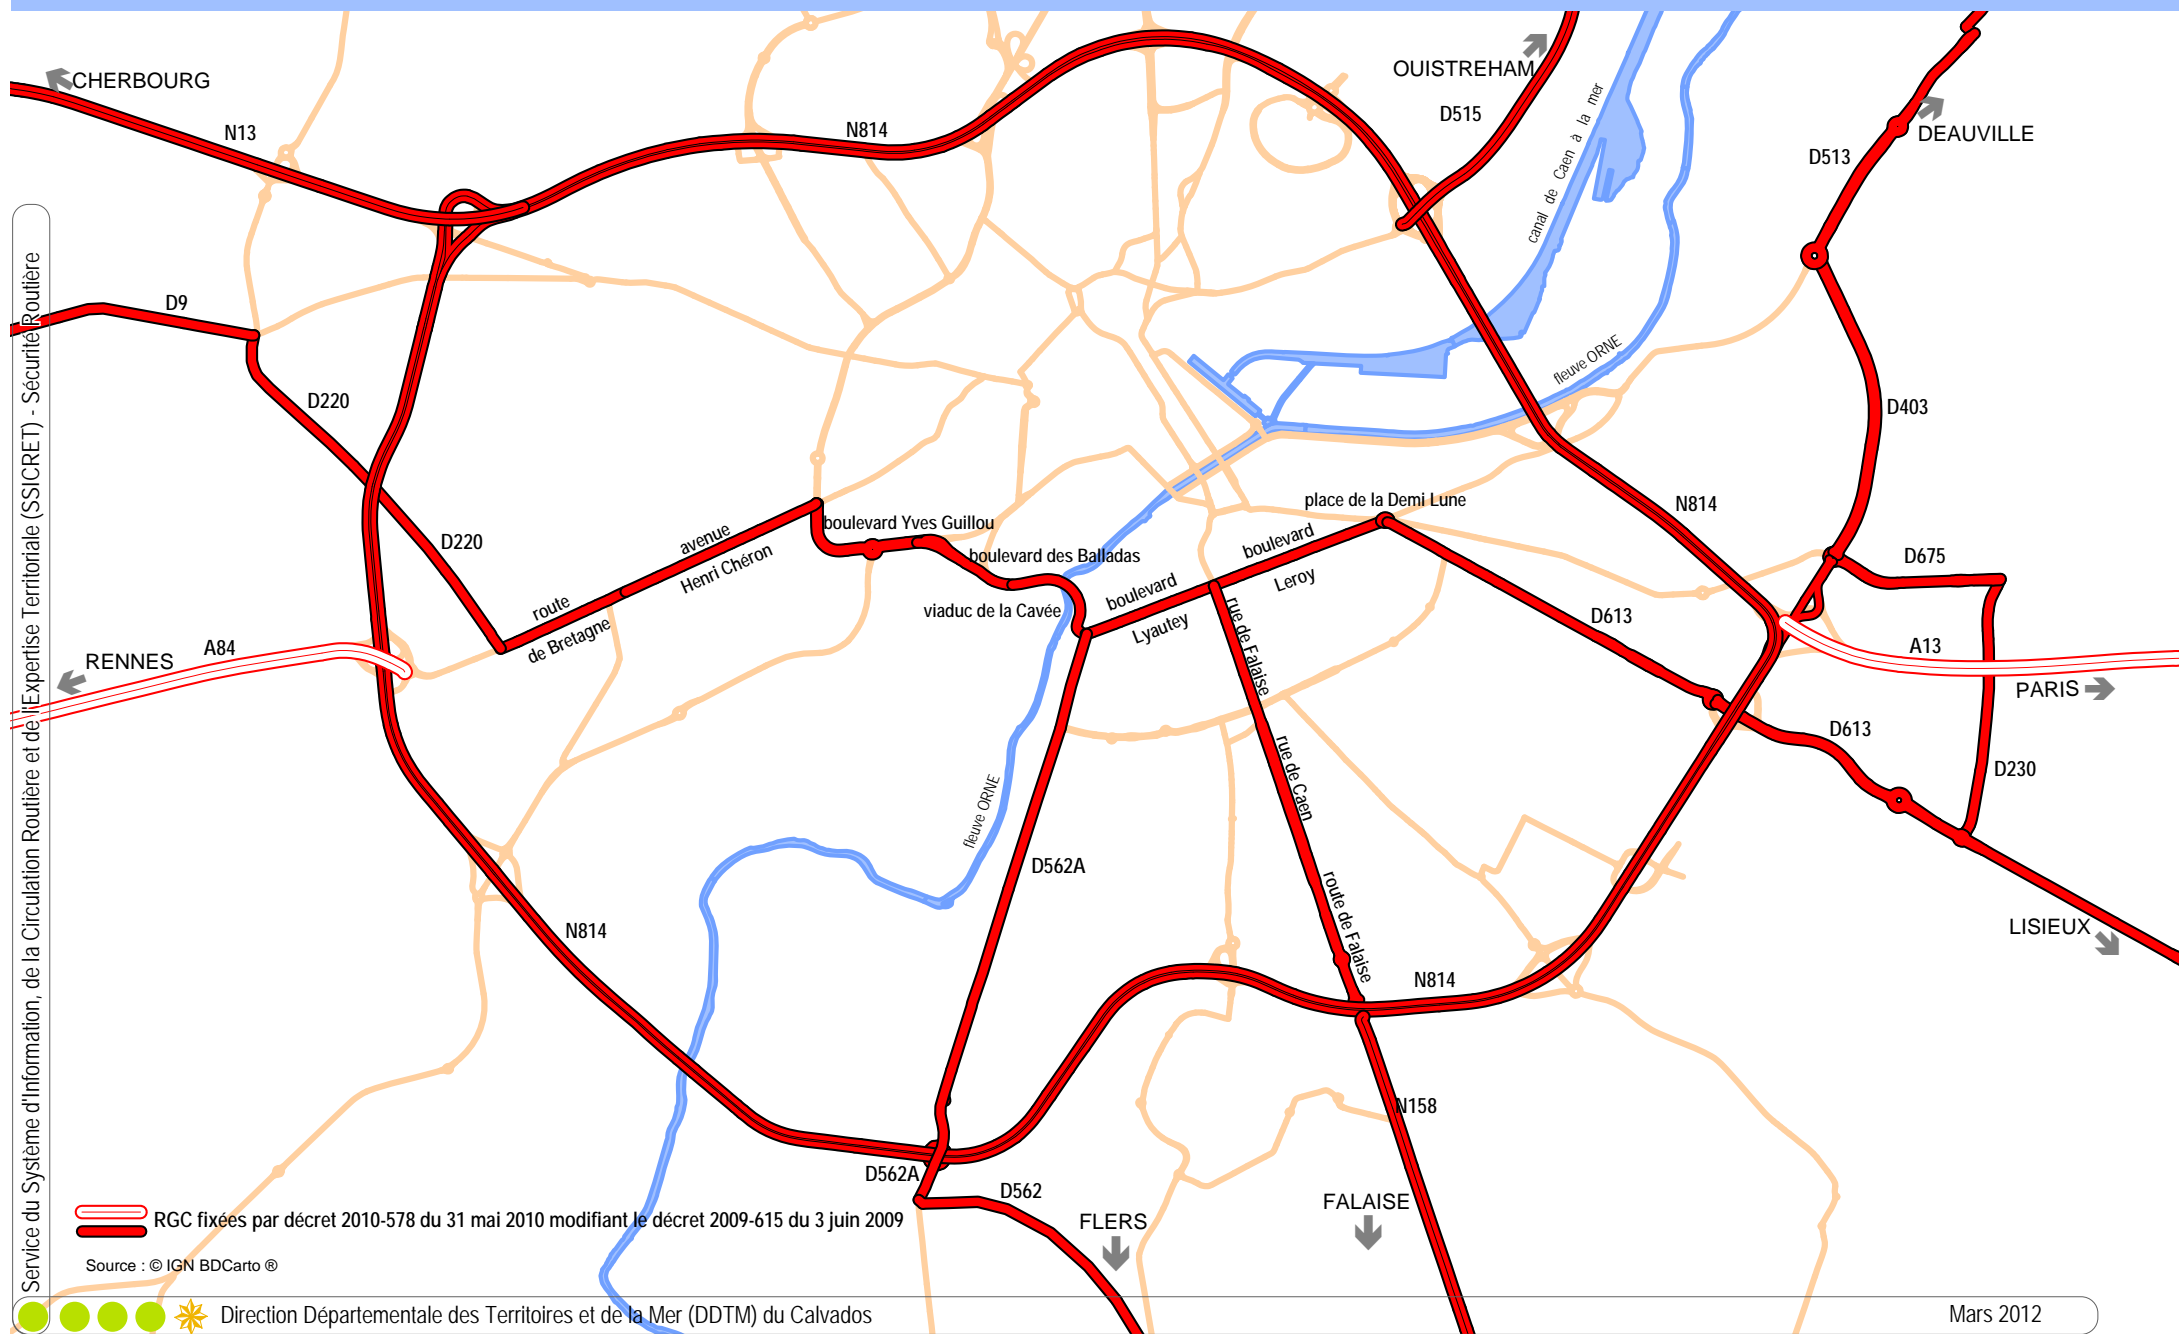 CHERBOURG
N13
N814
OUISTREHAM
D515
canal de Caen à la mer
DEAUVILLE
D513
D9
D220
fleuve ORNE
D403
D220
avenue
Henri Chéron
boulevard Yves Guillou
boulevard des Balladas
place de la Demi Lune
boulevard
Leroy
N814
D675
route
de Bretagne
viaduc de la Cavée
boulevard
Lyautey
rue de Falaise
D613
A13
PARIS
RENNES
A84
D613
D230
rue de Caen
fleuve ORNE
D562A
route de Falaise
LISIEUX
N814
N814
N158
D562A
D562
FLERS
FALAISE
RGC fixées par décret 2010-578 du 31 mai 2010 modifiant le décret 2009-615 du 3 juin 2009
Source : © IGN BDCarto ®
Service du Système d'Information, de la Circulation Routière et de l'Expertise Territoriale (SSICRET) - Sécurité Routière
Direction Départementale des Territoires et de la Mer (DDTM) du Calvados
Mars 2012